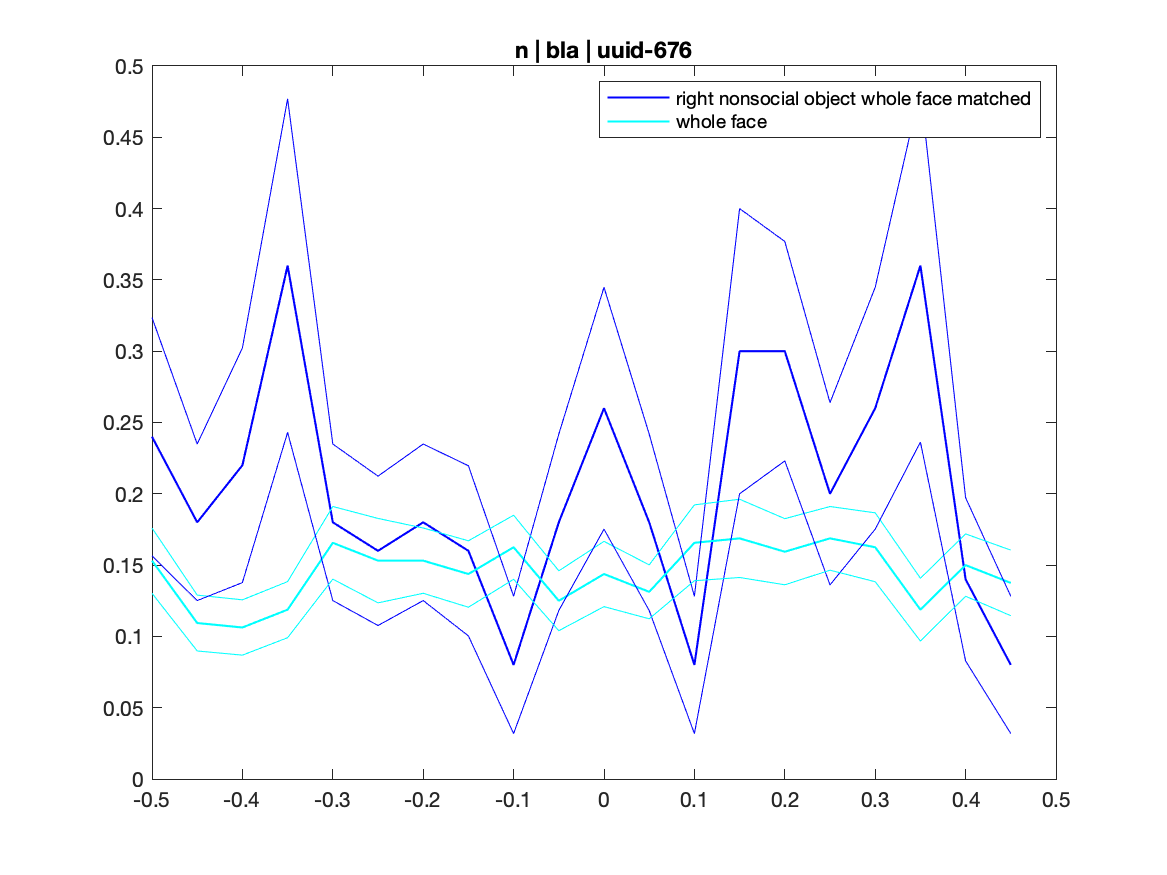 n | bla | uuid-676
right nonsocial object whole face matched
whole face
0.5
0.45
0.4
0.35
0.3
0.25
0.2
0.15
0.1
0.05
0
-0.5 -0.4 -0.3 -0.2 -0.1 0 0.1 0.2 0.3 0.4 0.5